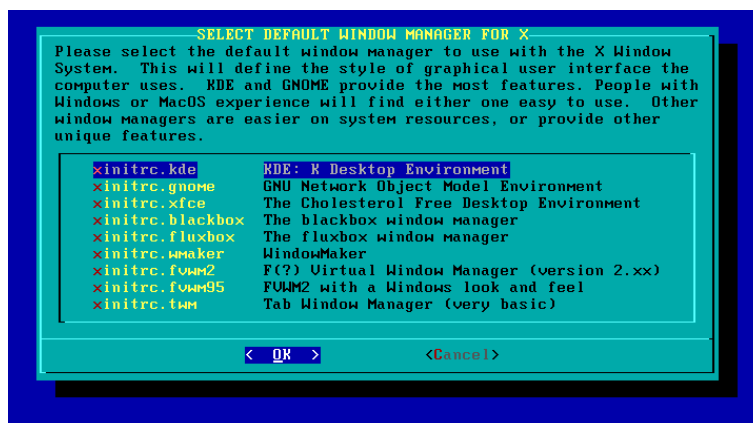 SELECT DEFAULT WINDOW MANAGER FOR X
Please select the default window manager to use with the X Window
System. This will define the style of graphical user interface the
computer uses. KDE and GNOME provide the most features. People with
Windows or MacOS experience will find either one easy to use. Other
window managers are easier on system resources, or provide other
unique features.
xinitrc.kde KDE: K Desktop Environment
xinitrc.gnome GNU Network Object Model Environment
xinitrc.xfce The Cholesterol Free Desktop Environment
xinitrc.blackbox The blackbox window manager
xinitrc.fluxbox The fluxbox window manager
xinitrc.wmaker WindowMaker
xinitrc.fvwm2 F(?) Virtual Window Manager (version 2.xx)
xinitrc.fvwm95 FVWM2 with a Windows look and feel
xinitrc.twm Tab Window Manager (very basic)
< OK > <Cancel>